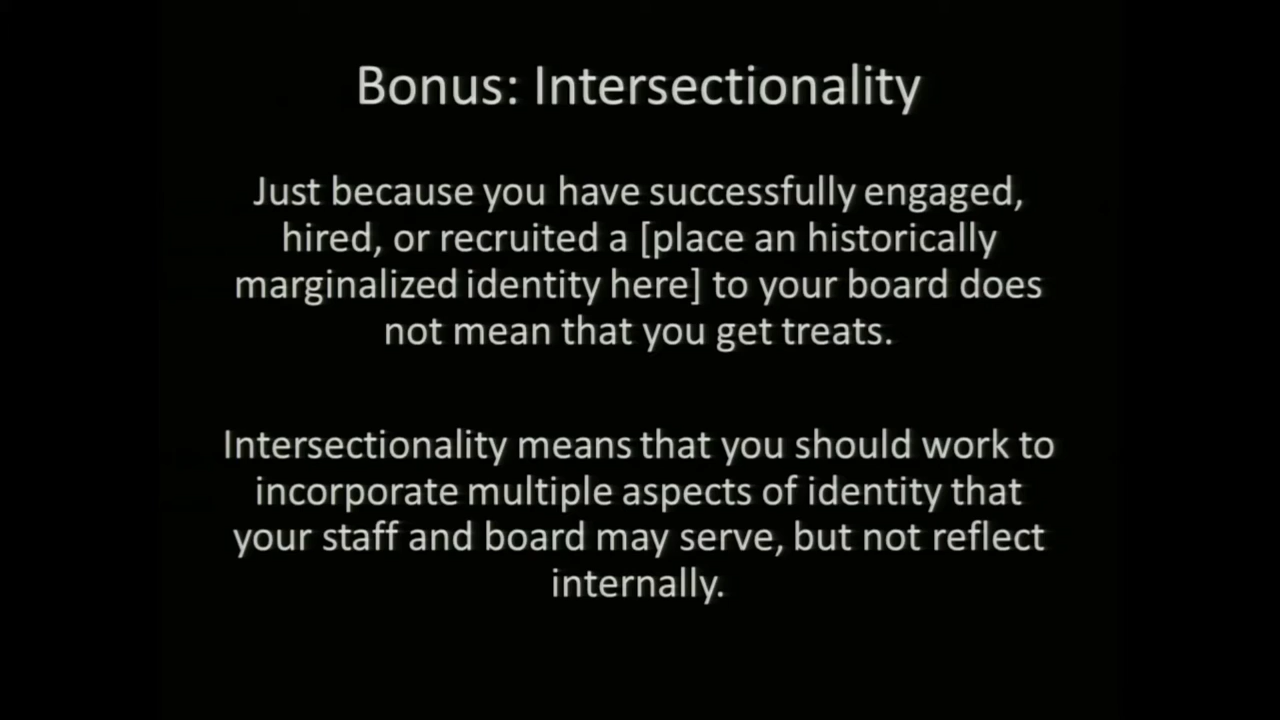 Bonus: Intersectionality
Just because you have successfully engaged,
hired, or recruited a [place an historically
marginalized identity here] to your board does
not mean that you get treats.
Intersectionality means that you should work to
incorporate multiple aspects of identity that
your staff and board may serve, but not reflect
internally.